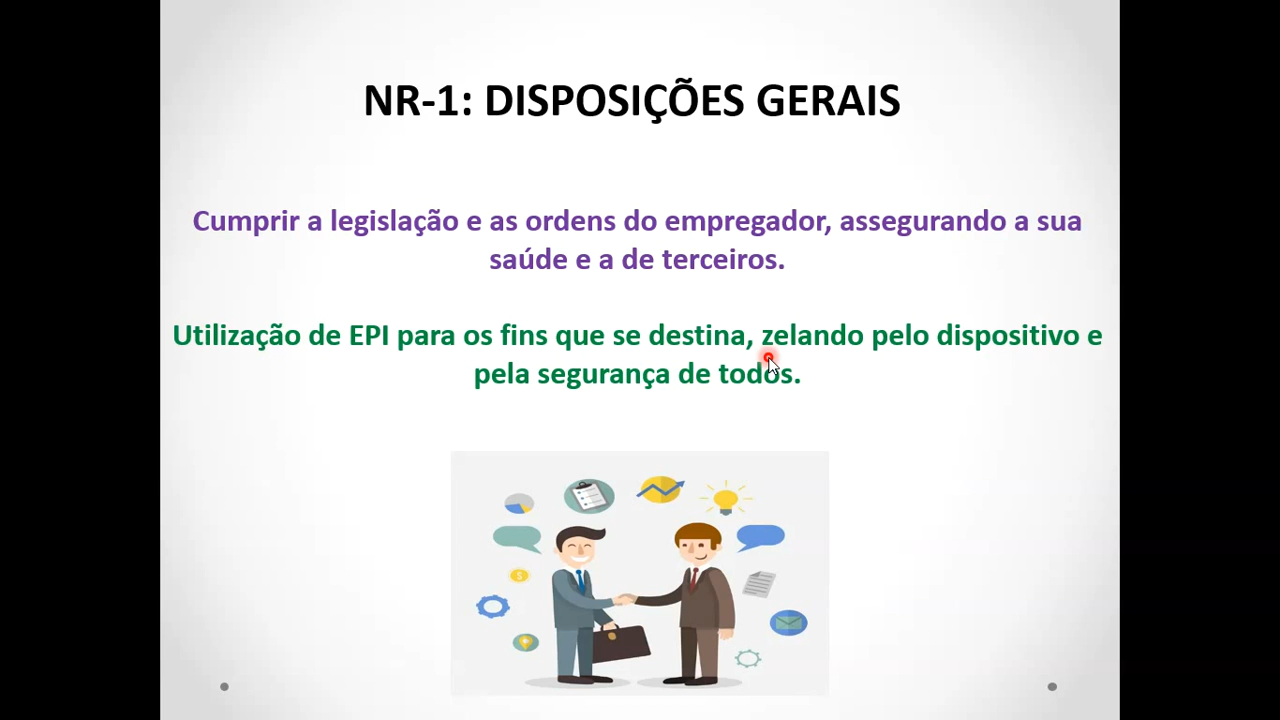 NR-1: DISPOSIÇÕES GERAIS
Cumprir a legislação e as ordens do empregador, assegurando a sua
saúde e a de terceiros.
Utilização de EPI para os fins que se destina, zelando pelo dispositivo e
pela segurança de todos.